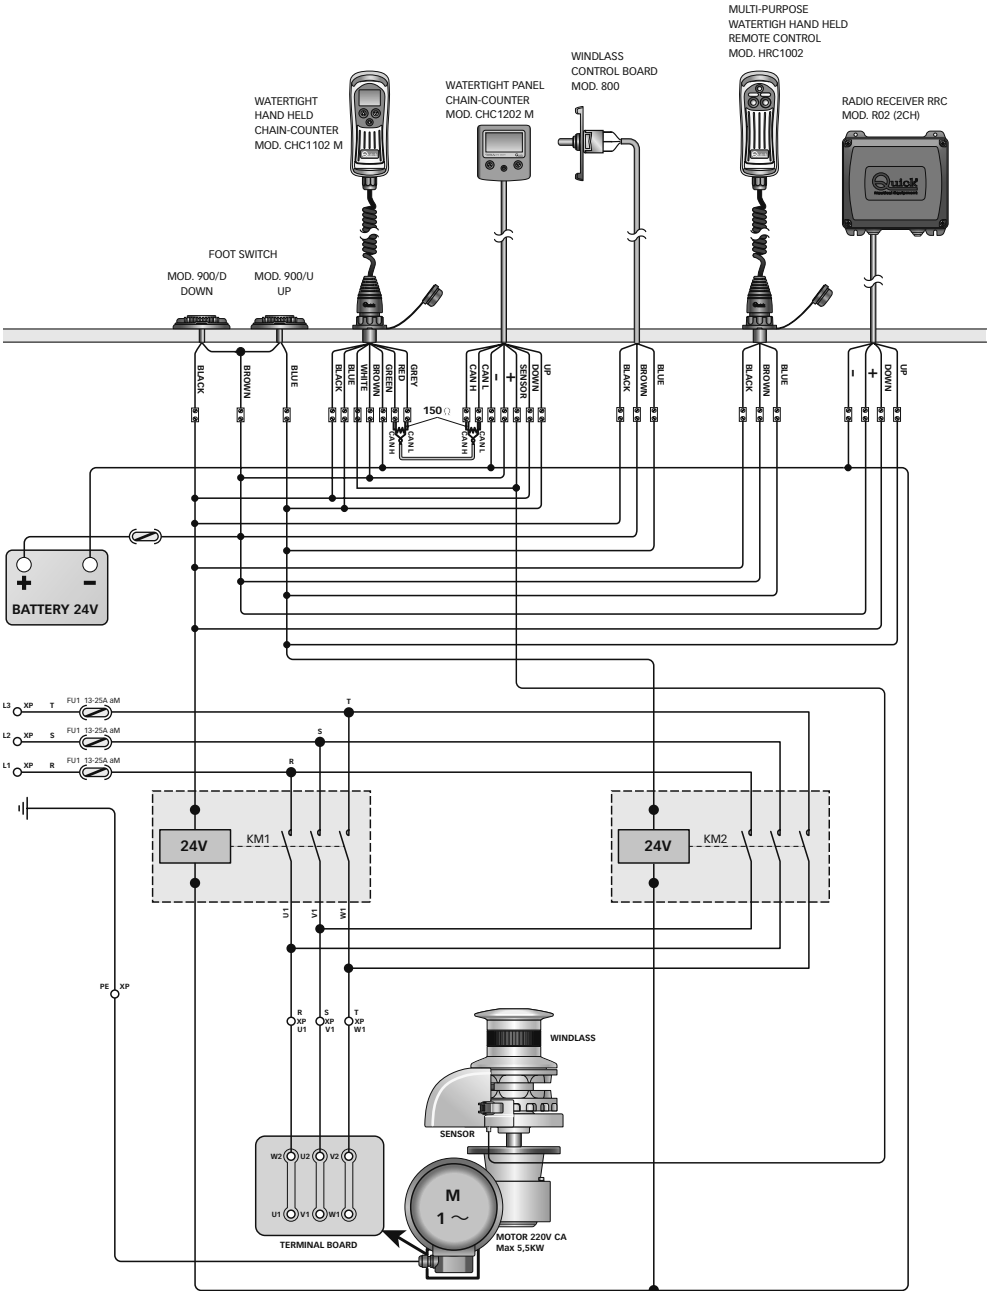 MULTI-PURPOSE
WATERTIGH HAND HELD
REMOTE CONTROL
MOD. HRC1002
WINDLASS
CONTROL BOARD
MOD. 800
WATERTIGHT PANEL
CHAIN-COUNTER
MOD. CHC1202 M
WATERTIGHT
HAND HELD
CHAIN-COUNTER
MOD. CHC1102 M
RADIO RECEIVER RRC
MOD. R02 (2CH)
Quick
FOOT SWITCH
MOD. 900/D
DOWN
MOD. 900/U
UP
BLACK
BROWN
BLUE
BLACK
BLUE
WHITE
BROWN
GREEN
RED
GREY
CAN H
CAN L
-
+
SENSOR
DOWN
UP
BLACK
BROWN
BLUE
BLACK
BROWN
BLUE
-
+
DOWN
UP
150 Ω
CAN H
CAN L
CAN H
CAN L
+ -
BATTERY 24V
L3 XP T FU1 13-25A aM T
L2 XP S FU1 13-25A aM S
L1 XP R FU1 13-25A aM R
24V KM1
24V KM2
U1 V1 W1
PE XP
R XP U1
S XP V1
T XP W1
WINDLASS
SENSOR
W2 U2 V2
U1 V1 W1
TERMINAL BOARD
M
1 ~
MOTOR 220V CA
Max 5,5KW